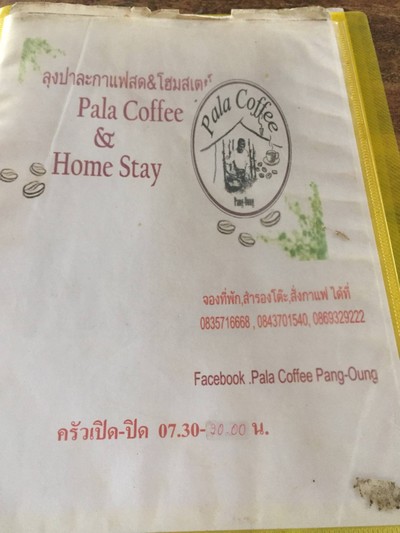 ลุงปาละกาแฟสด&โฮมสเตย์
Pala Coffee
&
Home Stay
Pala Coffee
Pang-Oung
จองที่พัก,สำรองโต๊ะ,สั่งกาแฟ ได้ที่
0835716668 , 0843701540, 0869329222
Facebook .Pala Coffee Pang-Oung
ครัวเปิด-ปิด 07.30- น.